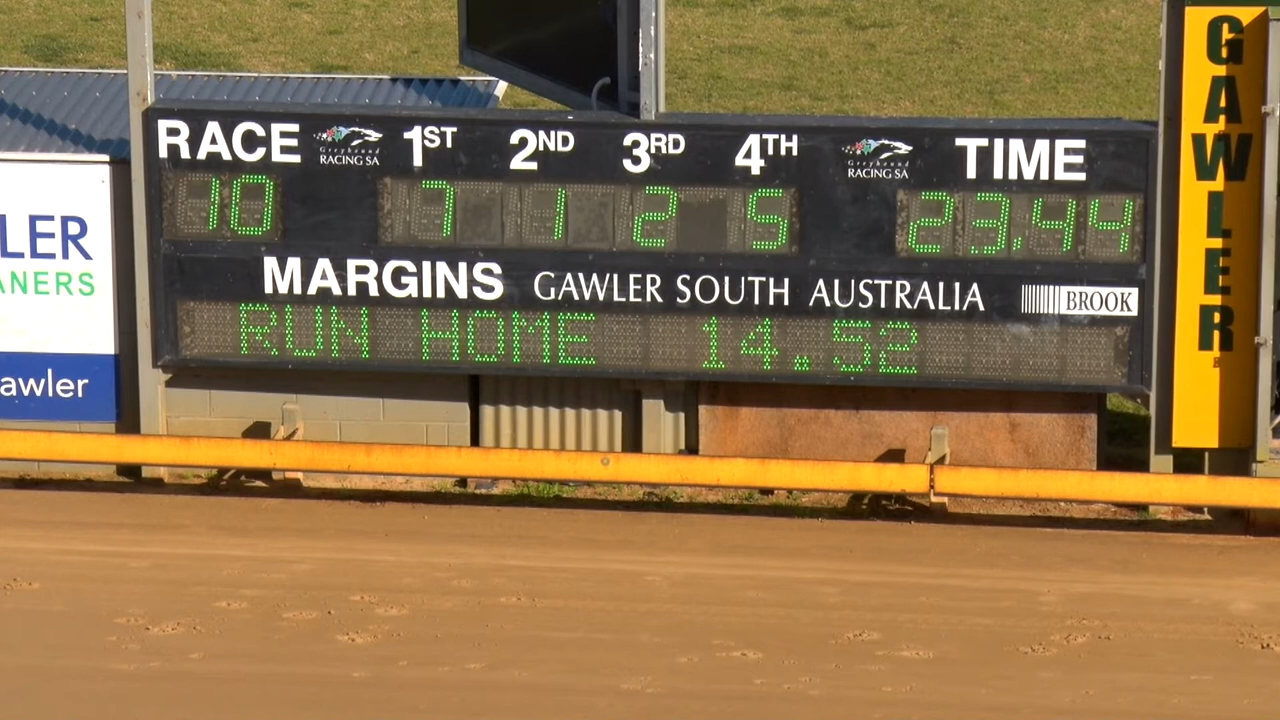 RACE Greyhound RACING SA 1ST 2ND 3RD 4TH Greyhound RACING SA TIME
10 7 1 2 5 23.44
MARGINS GAWLER SOUTH AUSTRALIA BROOK
RUN HOME 14.52
GAWLER
LER
ANERS
awler